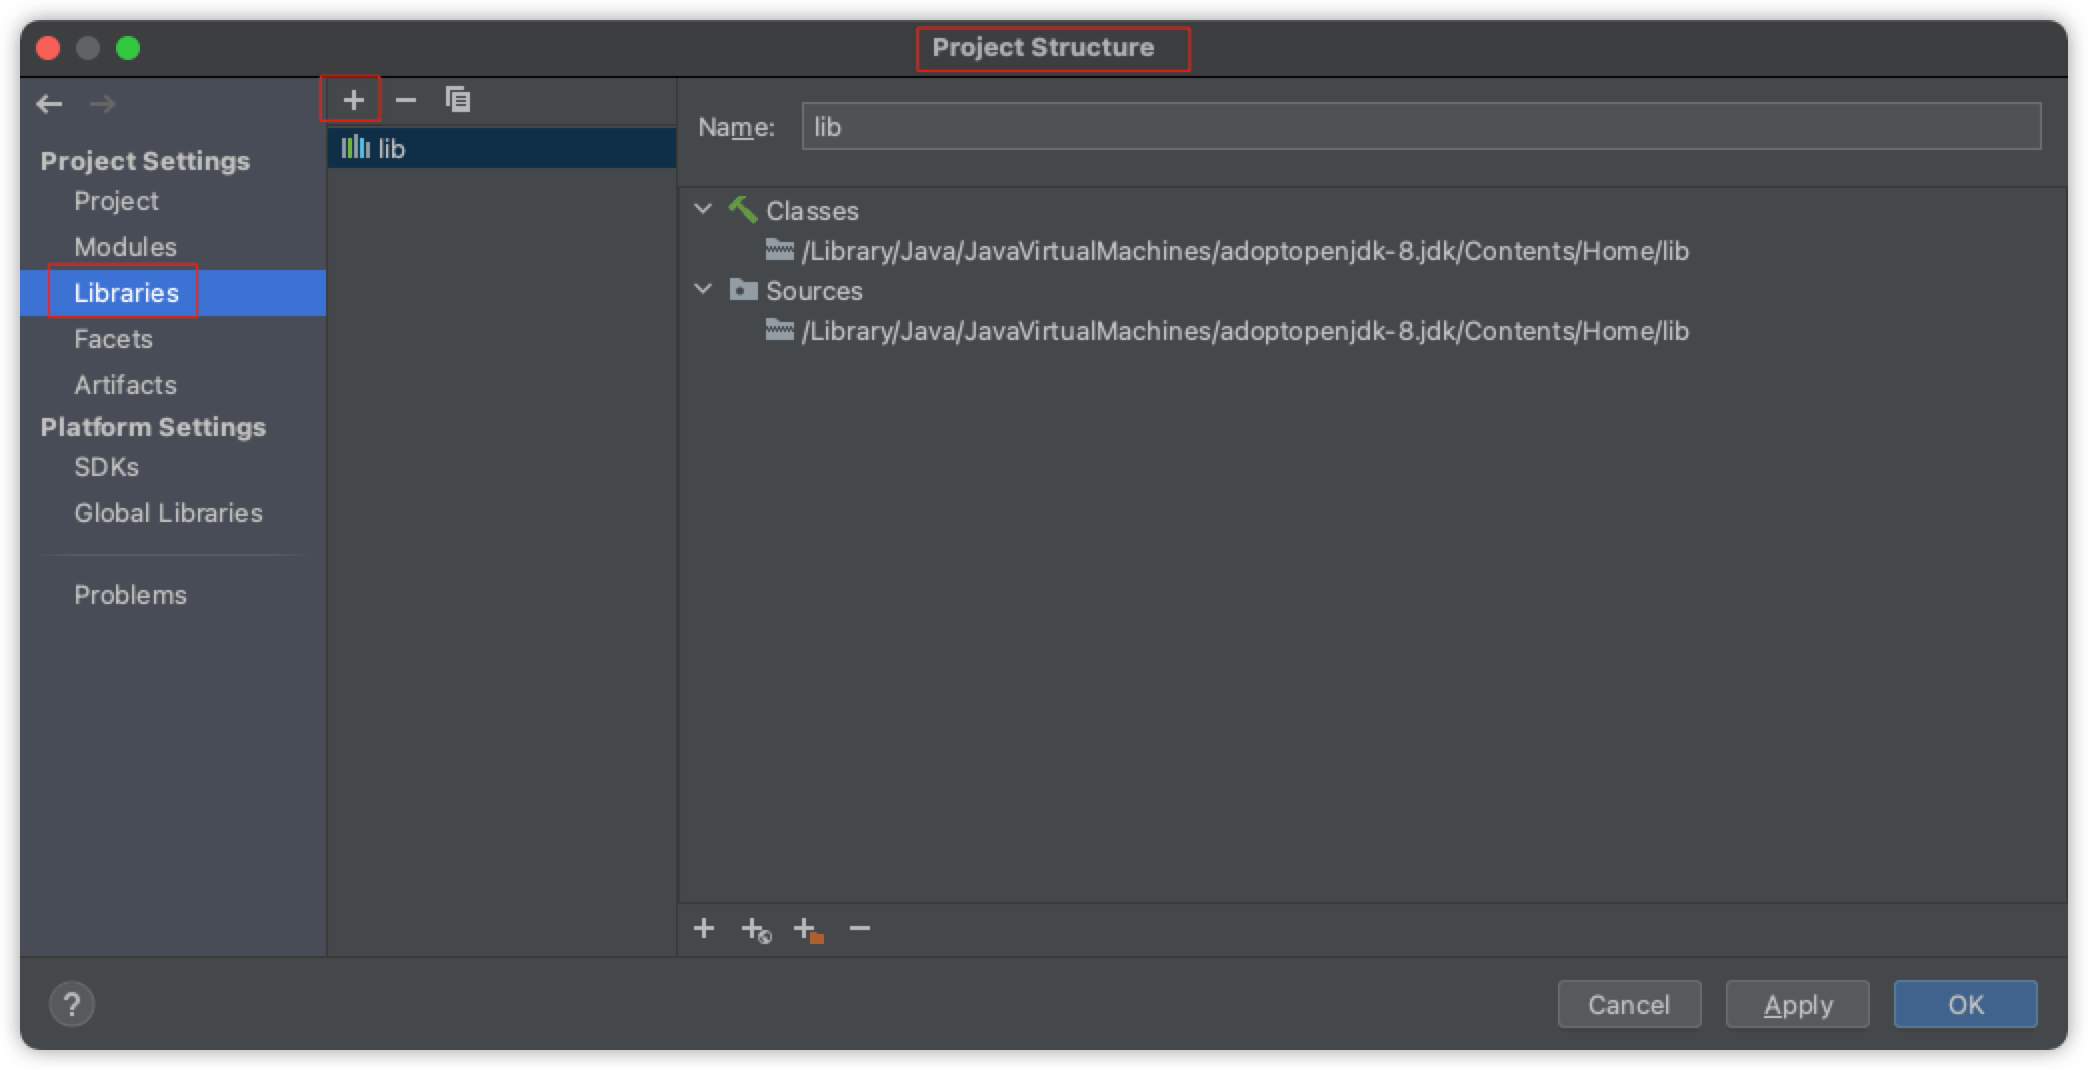 Project Structure
Project Settings
Project
Modules
Libraries
Facets
Artifacts
Platform Settings
SDKs
Global Libraries
Problems
lib
Name: lib
Classes
/Library/Java/JavaVirtualMachines/adoptopenjdk-8.jdk/Contents/Home/lib
Sources
/Library/Java/JavaVirtualMachines/adoptopenjdk-8.jdk/Contents/Home/lib
?
Cancel Apply OK